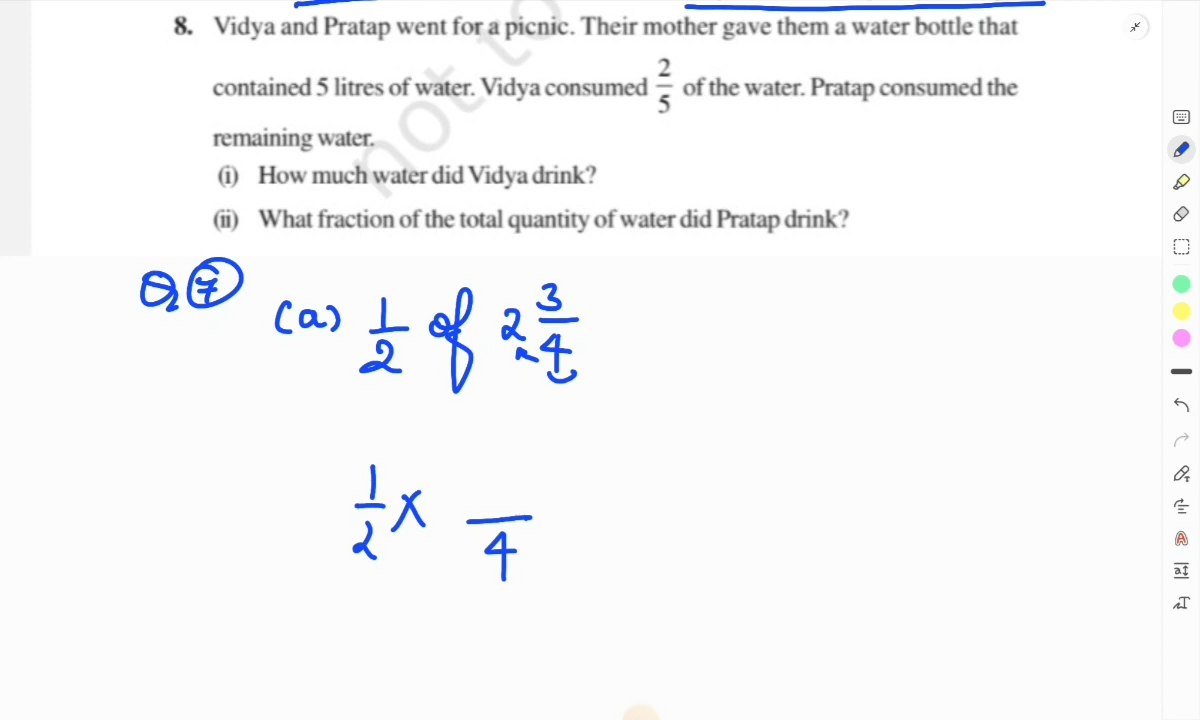 8. Vidya and Pratap went for a picnic. Their mother gave them a water bottle that
contained 5 litres of water. Vidya consumed 2/5 of the water. Pratap consumed the
remaining water.
(i) How much water did Vidya drink?
(ii) What fraction of the total quantity of water did Pratap drink?
not to
Q 7
(a) 1/2 of 2 3/4
1/2 × /4